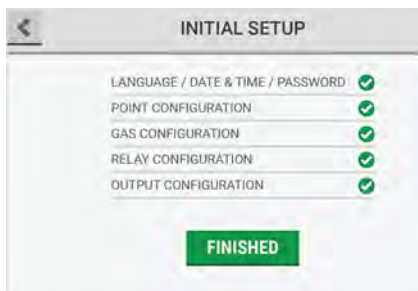 INITIAL SETUP
LANGUAGE / DATE & TIME / PASSWORD
POINT CONFIGURATION
GAS CONFIGURATION
RELAY CONFIGURATION
OUTPUT CONFIGURATION
FINISHED